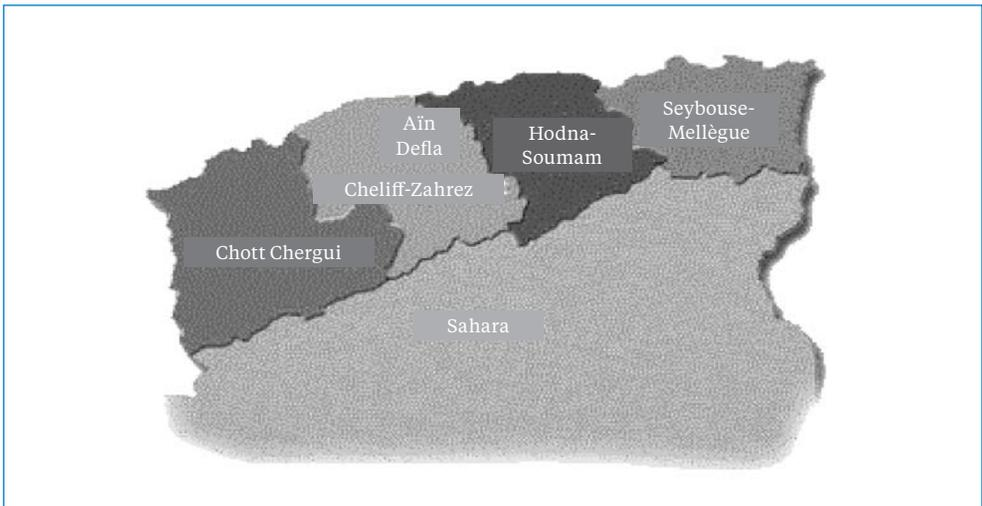 Aïn
Defla
Cheliff-Zahrez
Hodna-
Soumam
Seybouse-
Mellègue
Chott Chergui
Sahara